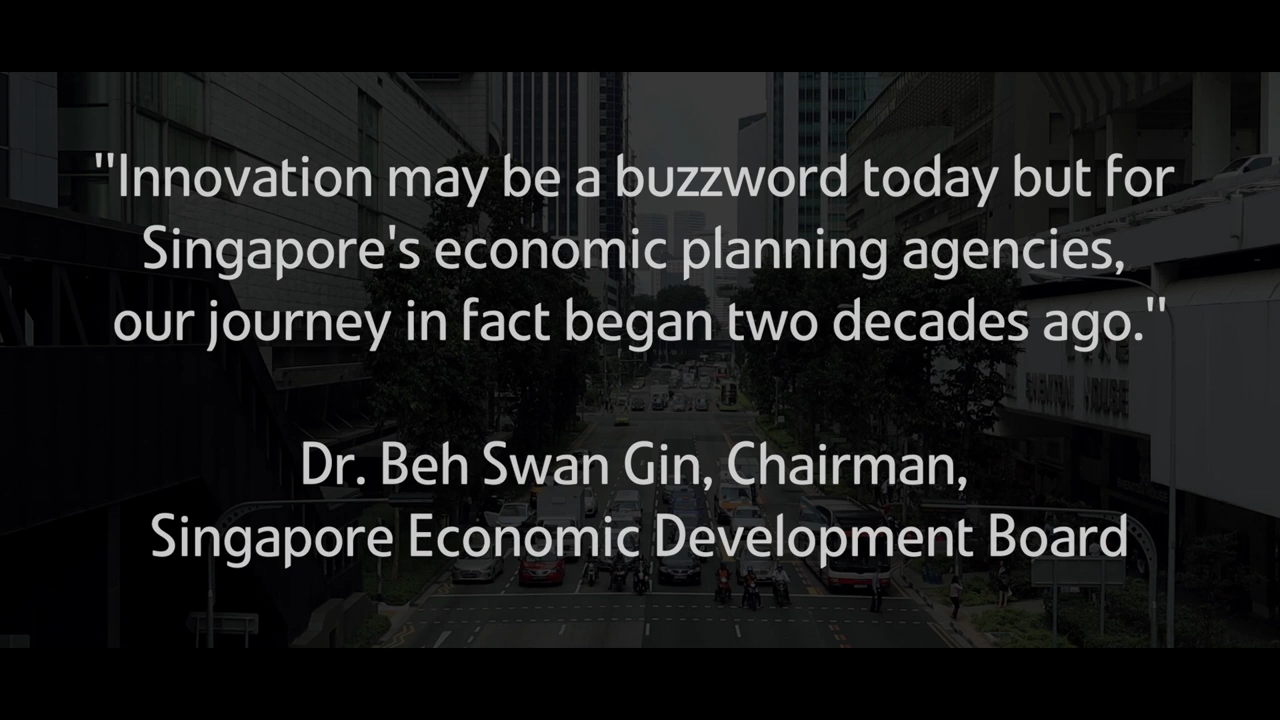 "Innovation may be a buzzword today but for
Singapore's economic planning agencies,
our journey in fact began two decades ago."
Dr. Beh Swan Gin, Chairman,
Singapore Economic Development Board